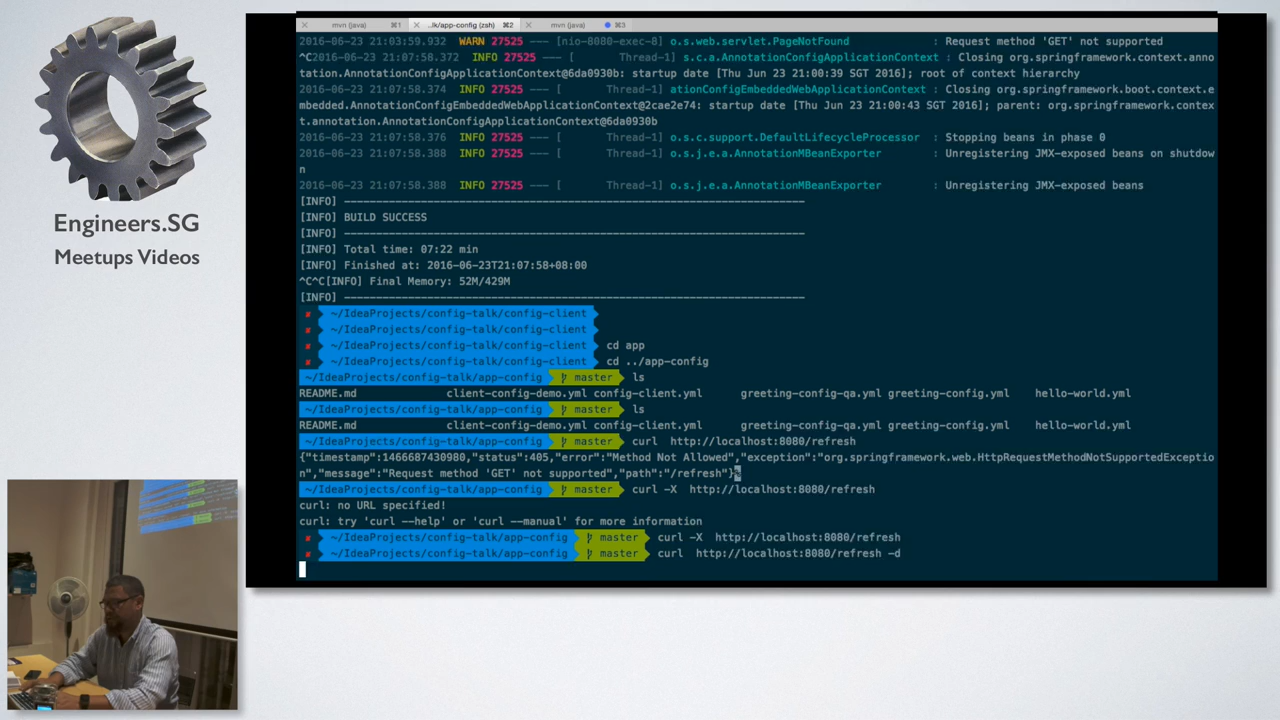 Engineers.SG
Meetups Videos
mvn (java) ⌘1 ..lk/app-config (zsh) ⌘2 mvn (java) ⌘3
2016-06-23 21:03:59.932 WARN 27525 --- [nio-8080-exec-8] o.s.web.servlet.PageNotFound : Request method 'GET' not supported
^C2016-06-23 21:07:58.372 INFO 27525 --- [ Thread-1] s.c.a.AnnotationConfigApplicationContext : Closing org.springframework.context.anno
tation.AnnotationConfigApplicationContext@6da0930b: startup date [Thu Jun 23 21:00:39 SGT 2016]; root of context hierarchy
2016-06-23 21:07:58.374 INFO 27525 --- [ Thread-1] ationConfigEmbeddedWebApplicationContext : Closing org.springframework.boot.context.e
mbedded.AnnotationConfigEmbeddedWebApplicationContext@2cae2e74: startup date [Thu Jun 23 21:00:43 SGT 2016]; parent: org.springframework.contex
t.annotation.AnnotationConfigApplicationContext@6da0930b
2016-06-23 21:07:58.376 INFO 27525 --- [ Thread-1] o.s.c.support.DefaultLifecycleProcessor : Stopping beans in phase 0
2016-06-23 21:07:58.388 INFO 27525 --- [ Thread-1] o.s.j.e.a.AnnotationMBeanExporter : Unregistering JMX-exposed beans on shutdow
n
2016-06-23 21:07:58.388 INFO 27525 --- [ Thread-1] o.s.j.e.a.AnnotationMBeanExporter : Unregistering JMX-exposed beans
[INFO] ------------------------------------------------------------------------
[INFO] BUILD SUCCESS
[INFO] ------------------------------------------------------------------------
[INFO] Total time: 07:22 min
[INFO] Finished at: 2016-06-23T21:07:58+08:00
^C^C[INFO] Final Memory: 52M/429M
[INFO] ------------------------------------------------------------------------
~/IdeaProjects/config-talk/config-client
~/IdeaProjects/config-talk/config-client
~/IdeaProjects/config-talk/config-client cd app
~/IdeaProjects/config-talk/config-client cd ../app-config
~/IdeaProjects/config-talk/app-config master ls
README.md client-config-demo.yml config-client.yml greeting-config-qa.yml greeting-config.yml hello-world.yml
~/IdeaProjects/config-talk/app-config master ls
README.md client-config-demo.yml config-client.yml greeting-config-qa.yml greeting-config.yml hello-world.yml
~/IdeaProjects/config-talk/app-config master curl http://localhost:8080/refresh
{"timestamp":1466687430980,"status":405,"error":"Method Not Allowed","exception":"org.springframework.web.HttpRequestMethodNotSupportedExceptio
n","message":"Request method 'GET' not supported","path":"/refresh"}%
~/IdeaProjects/config-talk/app-config master curl -X http://localhost:8080/refresh
curl: no URL specified!
curl: try 'curl --help' or 'curl --manual' for more information
~/IdeaProjects/config-talk/app-config master curl -X http://localhost:8080/refresh
~/IdeaProjects/config-talk/app-config master curl http://localhost:8080/refresh -d